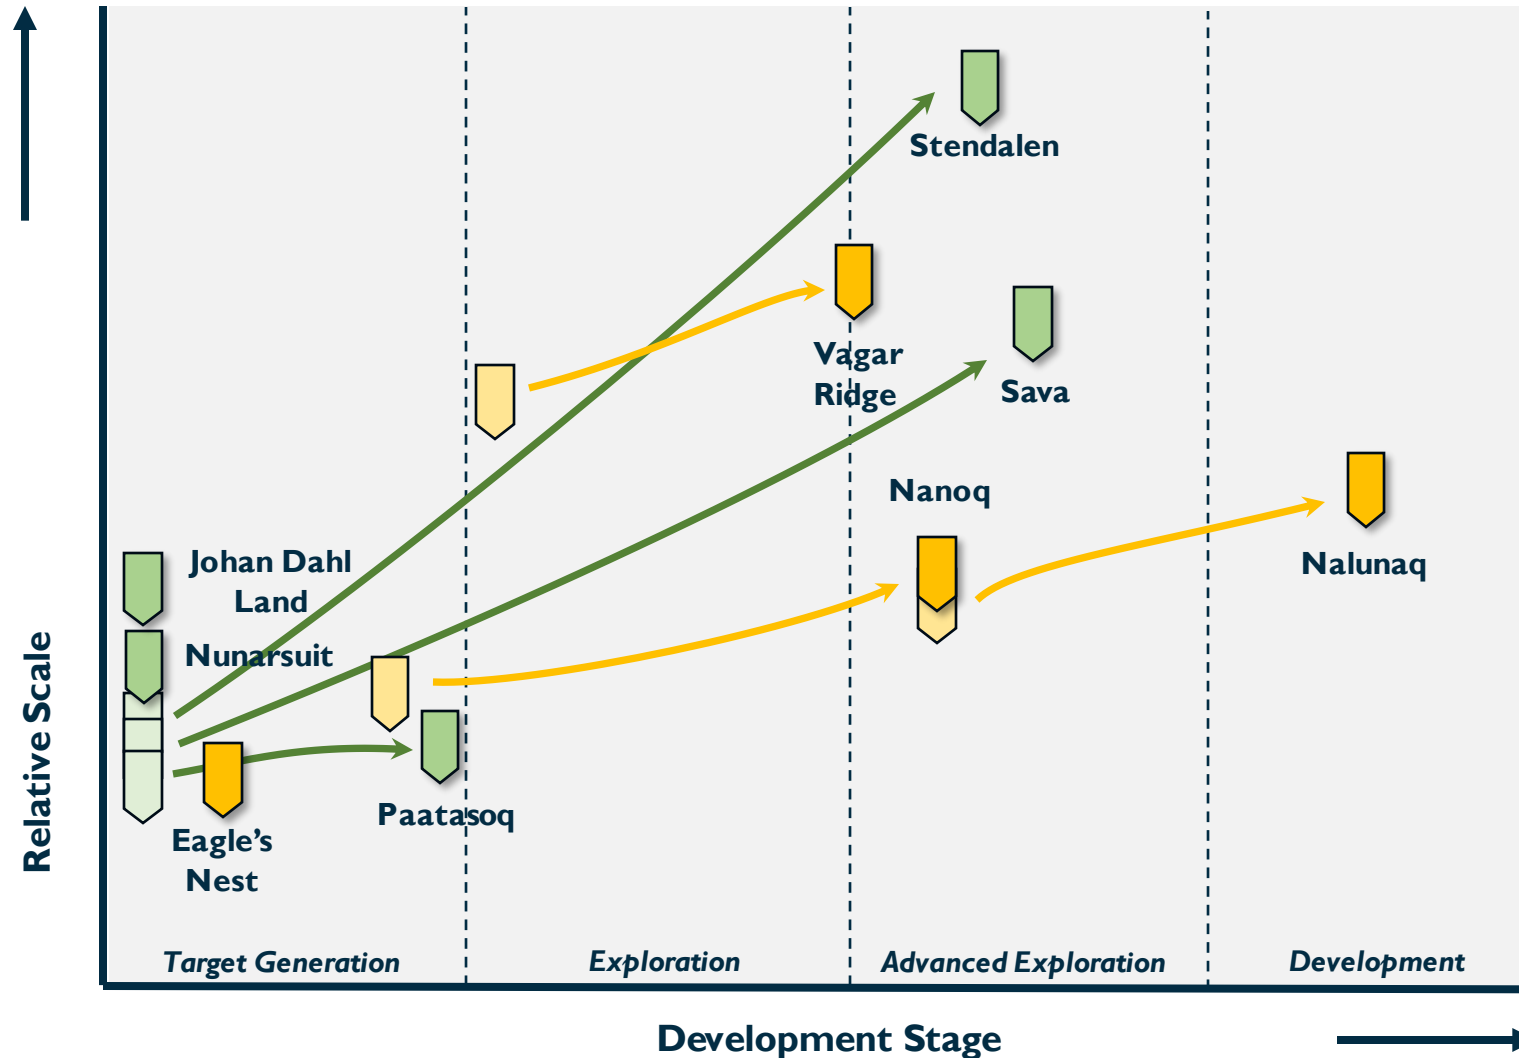 Stendalen
Vagar
Ridge
Sava
Nanoq
Nalunaq
Johan Dahl
Land
Nunarsuit
Paatasoq
Eagle’s
Nest
Relative Scale
Target Generation
Exploration
Advanced Exploration
Development
Development Stage